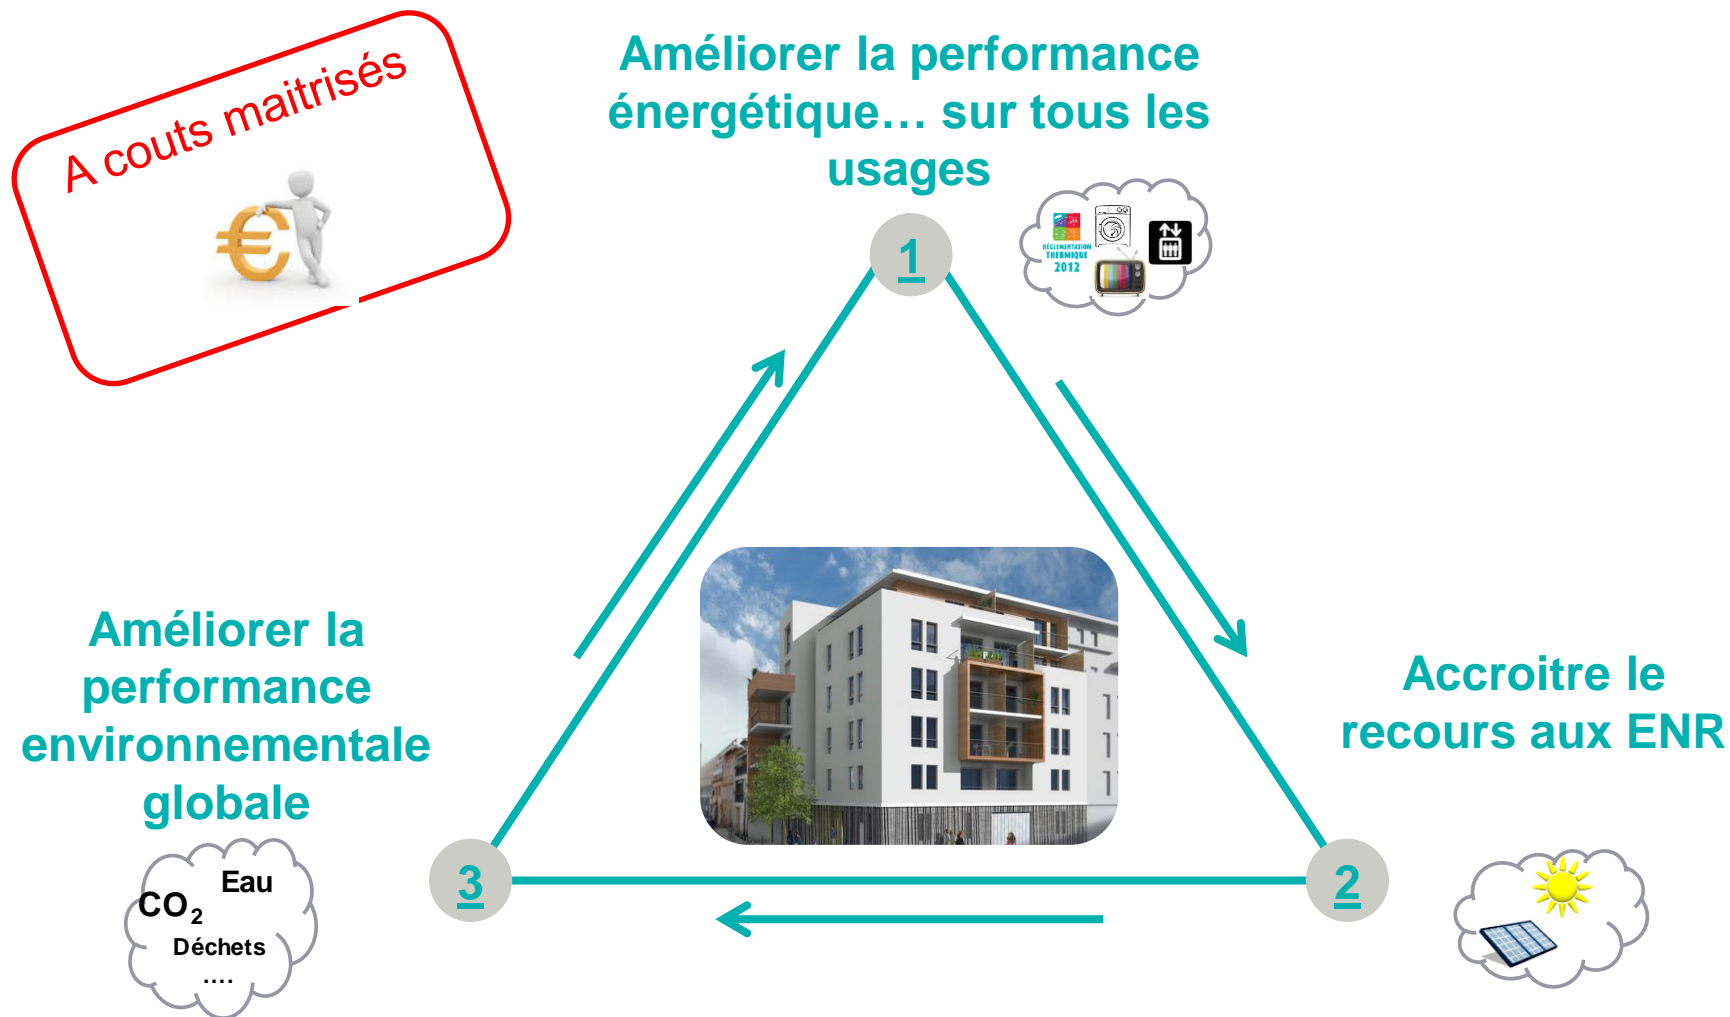 A couts maitrisés
Améliorer la performance
énergétique… sur tous les
usages
RÉGLEMENTATION
THERMIQUE
2012
1
Améliorer la
performance
environnementale
globale
Accroitre le
recours aux ENR
3
2
Eau
CO₂
Déchets
….